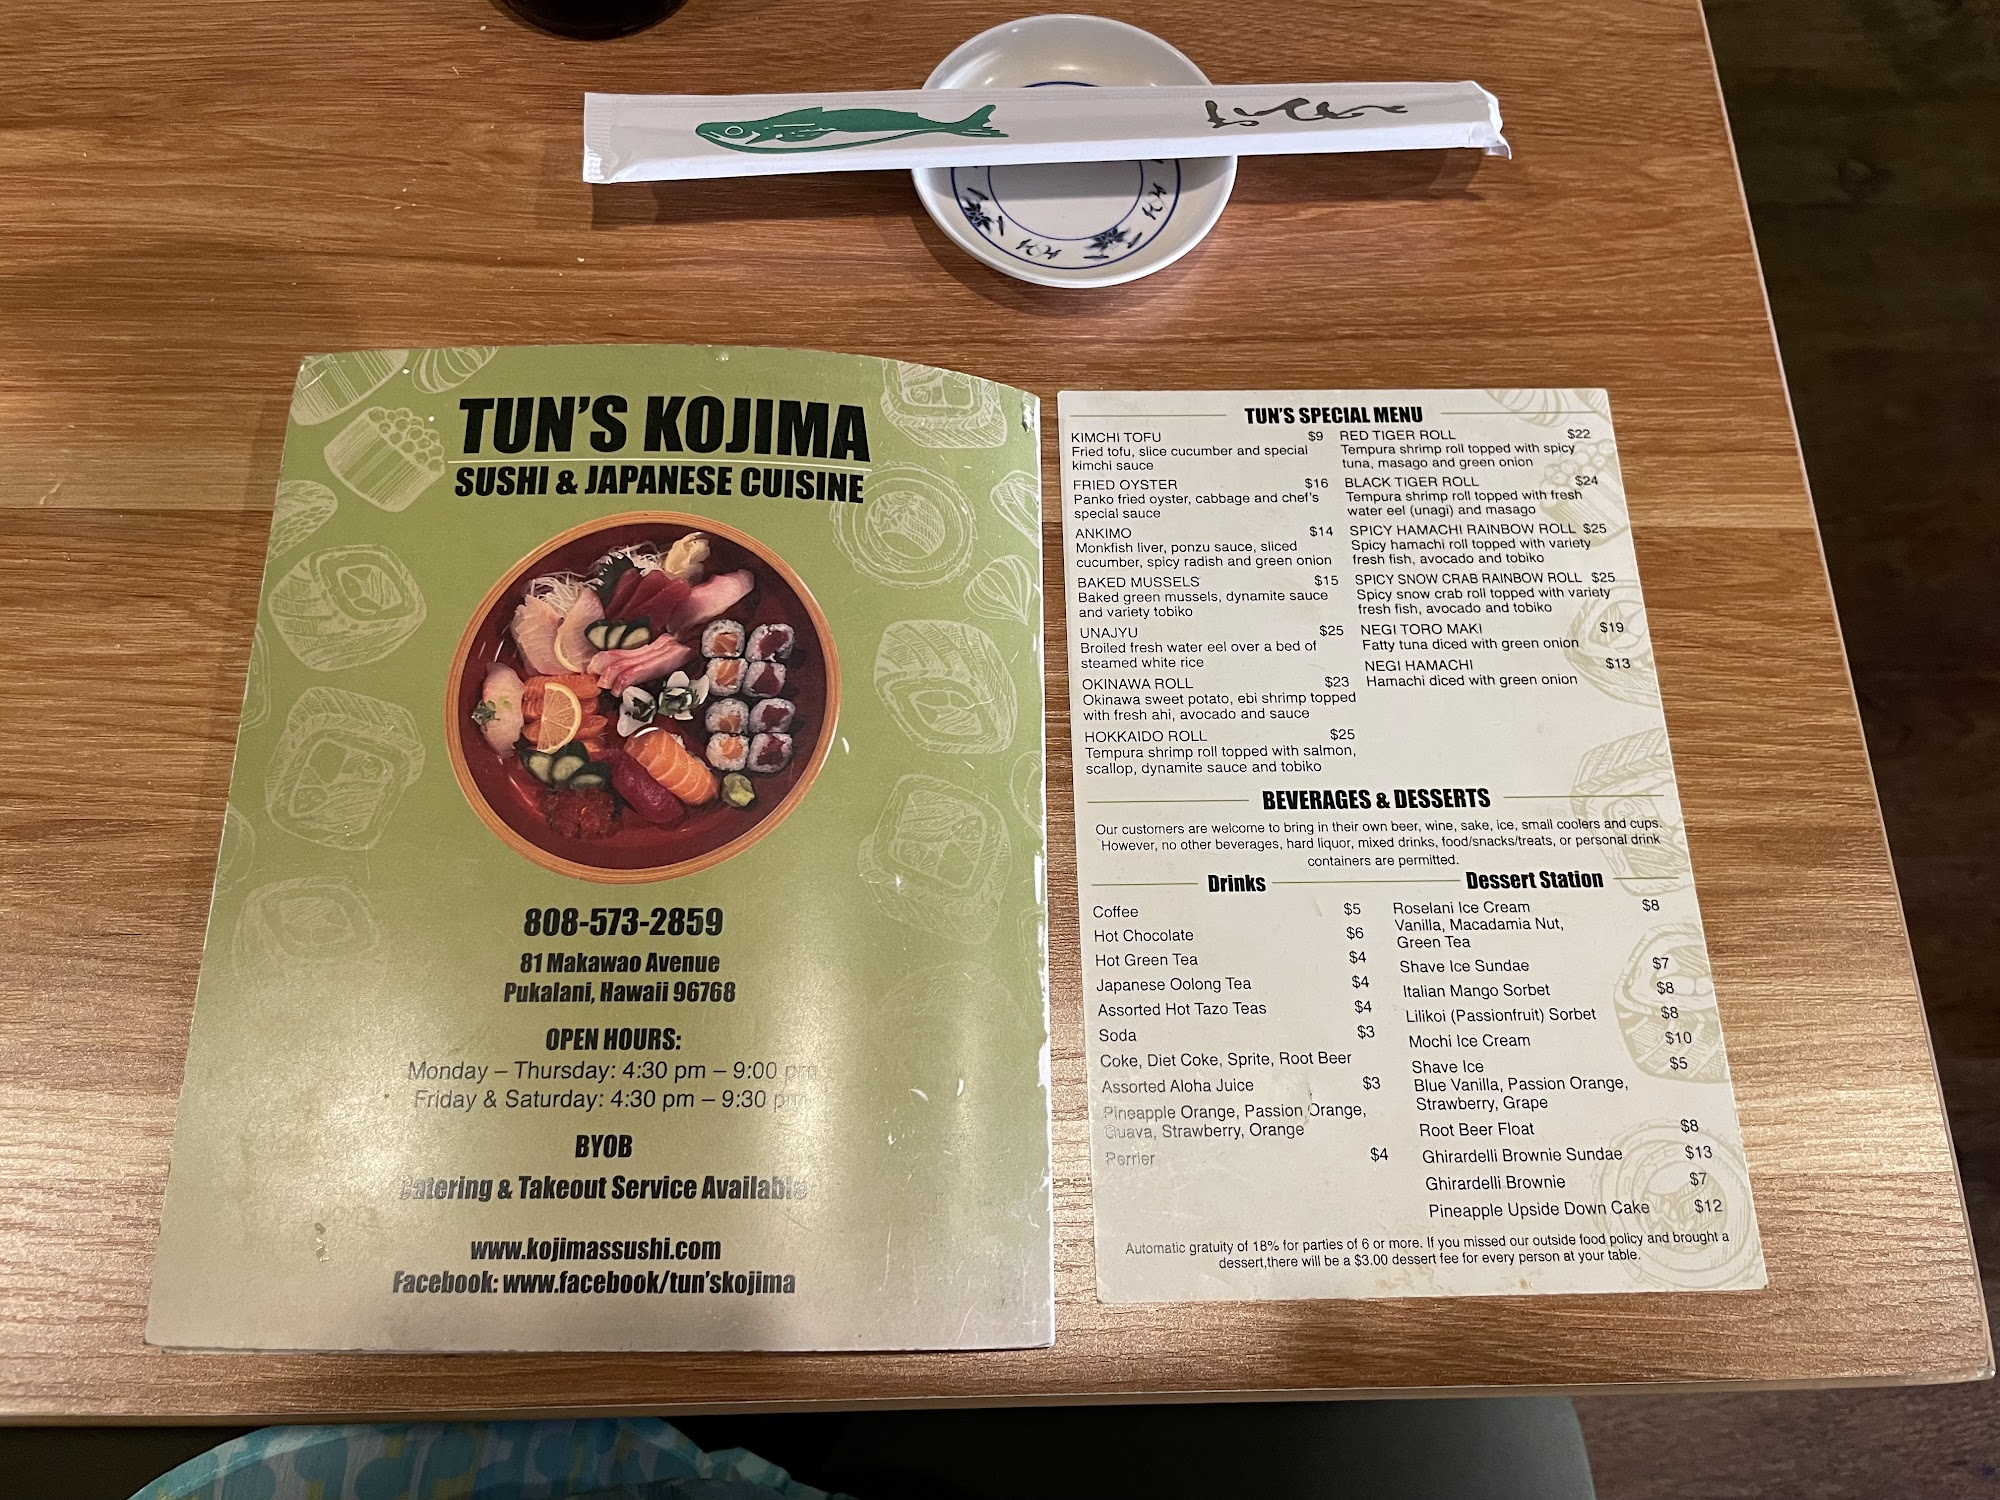 TUN'S KOJIMA
SUSHI & JAPANESE CUISINE
808-573-2859
81 Makawao Avenue
Pukalani, Hawaii 96768
OPEN HOURS:
Monday – Thursday: 4:30 pm – 9:00 pm
Friday & Saturday: 4:30 pm – 9:30 pm
BYOB
Catering & Takeout Service Available
www.kojimassushi.com
Facebook: www.facebook/tun'skojima
TUN'S SPECIAL MENU
KIMCHI TOFU $9
Fried tofu, slice cucumber and special
kimchi sauce
FRIED OYSTER $16
Panko fried oyster, cabbage and chef's
special sauce
ANKIMO $14
Monkfish liver, ponzu sauce, sliced
cucumber, spicy radish and green onion
BAKED MUSSELS $15
Baked green mussels, dynamite sauce
and variety tobiko
UNAJYU $25
Broiled fresh water eel over a bed of
steamed white rice
OKINAWA ROLL $23
Okinawa sweet potato, ebi shrimp topped
with fresh ahi, avocado and sauce
HOKKAIDO ROLL $25
Tempura shrimp roll topped with salmon,
scallop, dynamite sauce and tobiko
RED TIGER ROLL $22
Tempura shrimp roll topped with spicy
tuna, masago and green onion
BLACK TIGER ROLL $24
Tempura shrimp roll topped with fresh
water eel (unagi) and masago
SPICY HAMACHI RAINBOW ROLL $25
Spicy hamachi roll topped with variety
fresh fish, avocado and tobiko
SPICY SNOW CRAB RAINBOW ROLL $25
Spicy snow crab roll topped with variety
fresh fish, avocado and tobiko
NEGI TORO MAKI $19
Fatty tuna diced with green onion
NEGI HAMACHI $13
Hamachi diced with green onion
BEVERAGES & DESSERTS
Our customers are welcome to bring in their own beer, wine, sake, ice, small coolers and cups.
However, no other beverages, hard liquor, mixed drinks, food/snacks/treats, or personal drink
containers are permitted.
Drinks
Coffee $5
Hot Chocolate $6
Hot Green Tea $4
Japanese Oolong Tea $4
Assorted Hot Tazo Teas $4
Soda $3
Coke, Diet Coke, Sprite, Root Beer
Assorted Aloha Juice $3
Pineapple Orange, Passion Orange,
Guava, Strawberry, Orange
Perrier $4
Dessert Station
Roselani Ice Cream $8
Vanilla, Macadamia Nut,
Green Tea
Shave Ice Sundae $7
Italian Mango Sorbet $8
Lilikoi (Passionfruit) Sorbet $8
Mochi Ice Cream $10
Shave Ice $5
Blue Vanilla, Passion Orange,
Strawberry, Grape
Root Beer Float $8
Ghirardelli Brownie Sundae $13
Ghirardelli Brownie $7
Pineapple Upside Down Cake $12
Automatic gratuity of 18% for parties of 6 or more. If you missed our outside food policy and brought a
dessert,there will be a $3.00 dessert fee for every person at your table.